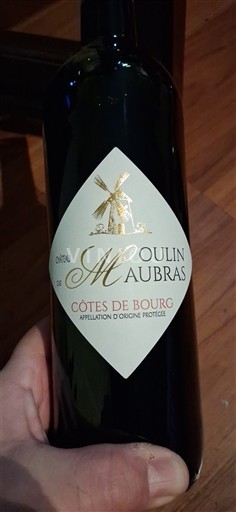 CHÂTEAU MOULIN
DE MAUBRAS
CÔTES DE BOURG
APPELLATION D'ORIGINE PROTÉGÉE